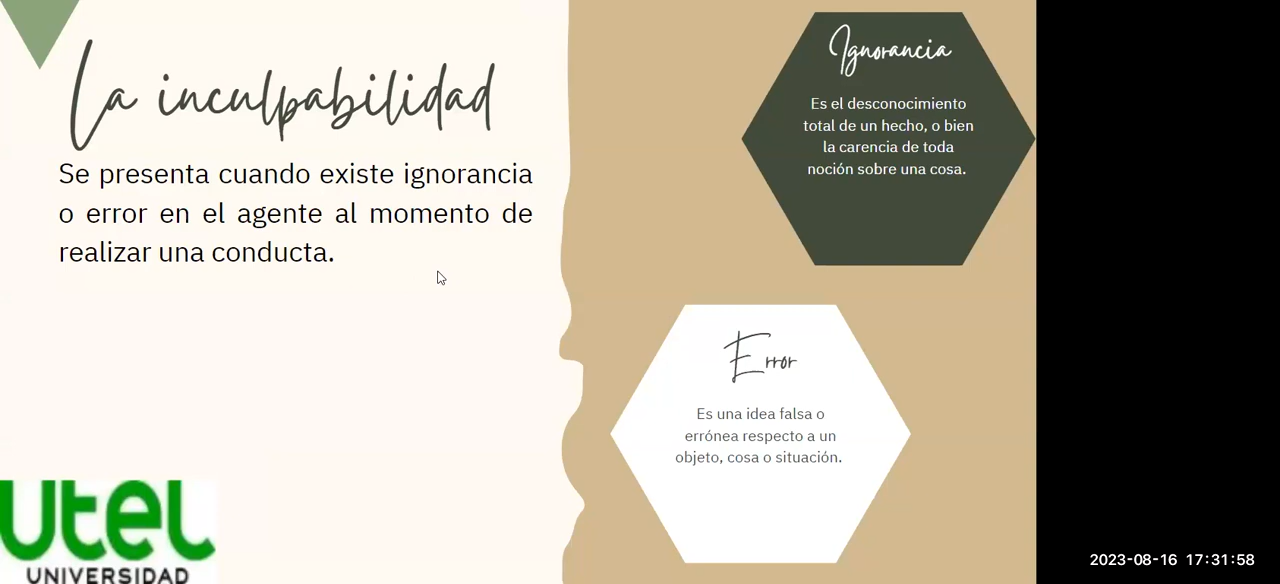 La inculpabilidad
Se presenta cuando existe ignorancia
o error en el agente al momento de
realizar una conducta.
Ignorancia
Es el desconocimiento
total de un hecho, o bien
la carencia de toda
noción sobre una cosa.
Error
Es una idea falsa o
errónea respecto a un
objeto, cosa o situación.
utel
UNIVERSIDAD
2023-08-16 17:31:58